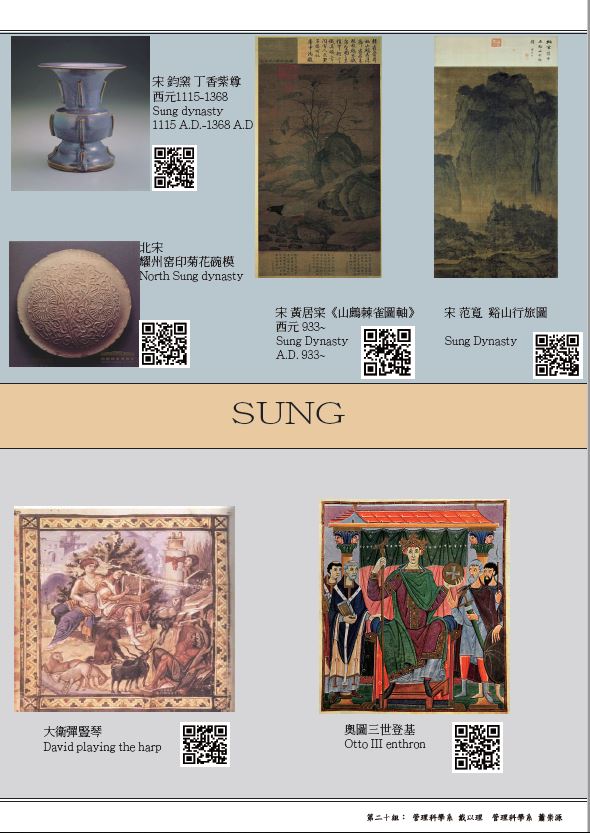 宋 鈞窯 丁香紫尊
西元1115-1368
Sung dynasty
1115 A.D.-1368 A.D
北宋
耀州窑印菊花碗模
North Sung dynasty
宋 黃居寀《山鷓棘雀圖軸》
西元 933~
Sung Dynasty
A.D. 933~
宋 范寬 谿山行旅圖
Sung Dynasty
SUNG
大衛彈豎琴
David playing the harp
奧圖三世登基
Otto III enthron
第二十組： 管理科學系 戴以理 管理科學系 蕭崇源